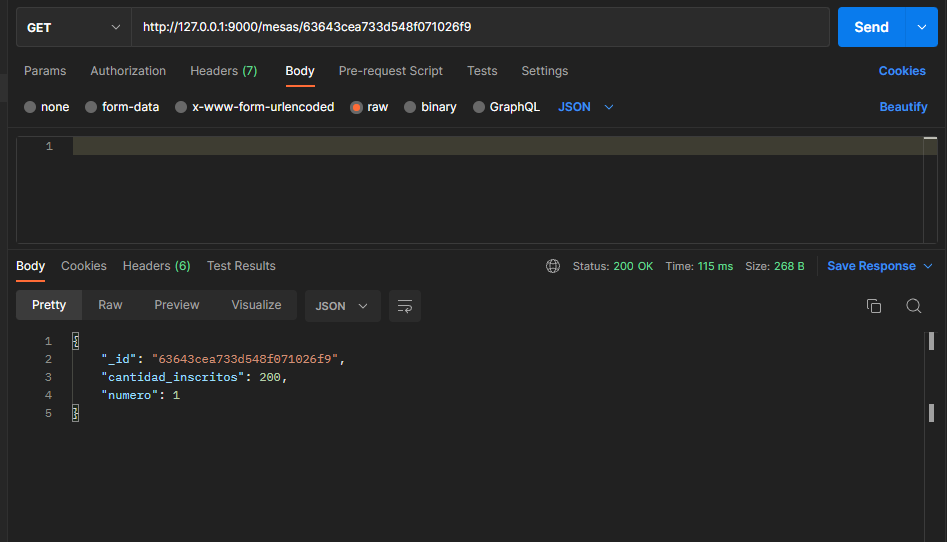 GET http://127.0.0.1:9000/mesas/63643cea733d548f071026f9 Send
Params Authorization Headers (7) Body Pre-request Script Tests Settings Cookies
none form-data x-www-form-urlencoded raw binary GraphQL JSON Beautify
1
Body Cookies Headers (6) Test Results Status: 200 OK Time: 115 ms Size: 268 B Save Response
Pretty Raw Preview Visualize JSON
1 {
2 "_id": "63643cea733d548f071026f9",
3 "cantidad_inscritos": 200,
4 "numero": 1
5 }